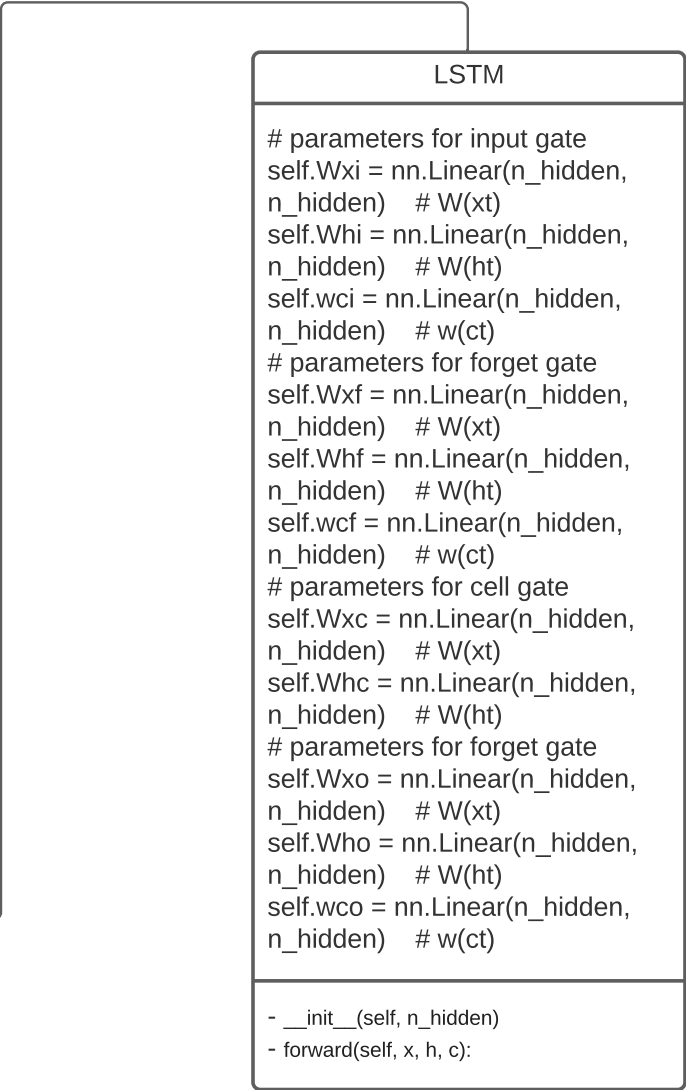 LSTM
# parameters for input gate
self.Wxi = nn.Linear(n_hidden,
n_hidden)    # W(xt)
self.Whi = nn.Linear(n_hidden,
n_hidden)    # W(ht)
self.wci = nn.Linear(n_hidden,
n_hidden)    # w(ct)
# parameters for forget gate
self.Wxf = nn.Linear(n_hidden,
n_hidden)    # W(xt)
self.Whf = nn.Linear(n_hidden,
n_hidden)    # W(ht)
self.wcf = nn.Linear(n_hidden,
n_hidden)    # w(ct)
# parameters for cell gate
self.Wxc = nn.Linear(n_hidden,
n_hidden)    # W(xt)
self.Whc = nn.Linear(n_hidden,
n_hidden)    # W(ht)
# parameters for forget gate
self.Wxo = nn.Linear(n_hidden,
n_hidden)    # W(xt)
self.Who = nn.Linear(n_hidden,
n_hidden)    # W(ht)
self.wco = nn.Linear(n_hidden,
n_hidden)    # w(ct)
- __init__(self, n_hidden)
- forward(self, x, h, c):